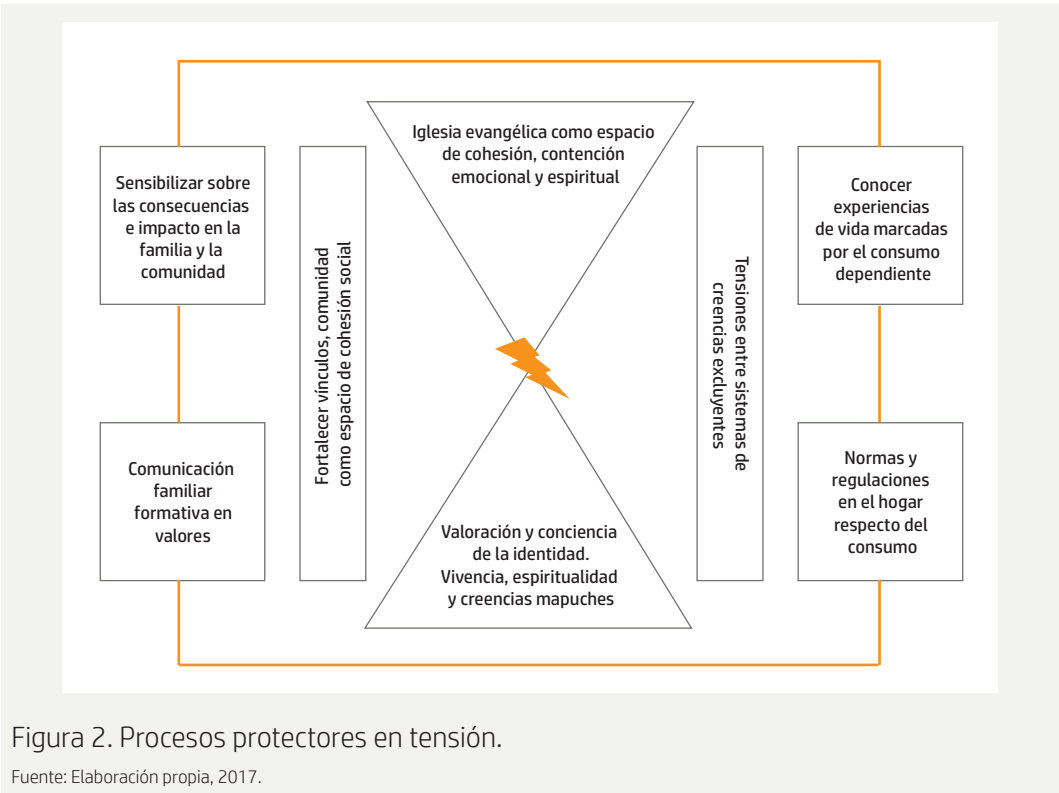 Iglesia evangélica como espacio
de cohesión, contención
emocional y espiritual
Sensibilizar sobre
las consecuencias
e impacto en la
familia y la
comunidad
Fortalecer vínculos, comunidad
como espacio de cohesión social
Tensiones entre sistemas de
creencias excluyentes
Conocer
experiencias
de vida marcadas
por el consumo
dependiente
Comunicación
familiar
formativa en
valores
Valoración y conciencia
de la identidad.
Vivencia, espiritualidad
y creencias mapuches
Normas y
regulaciones
en el hogar
respecto del
consumo
Figura 2. Procesos protectores en tensión.
Fuente: Elaboración propia, 2017.